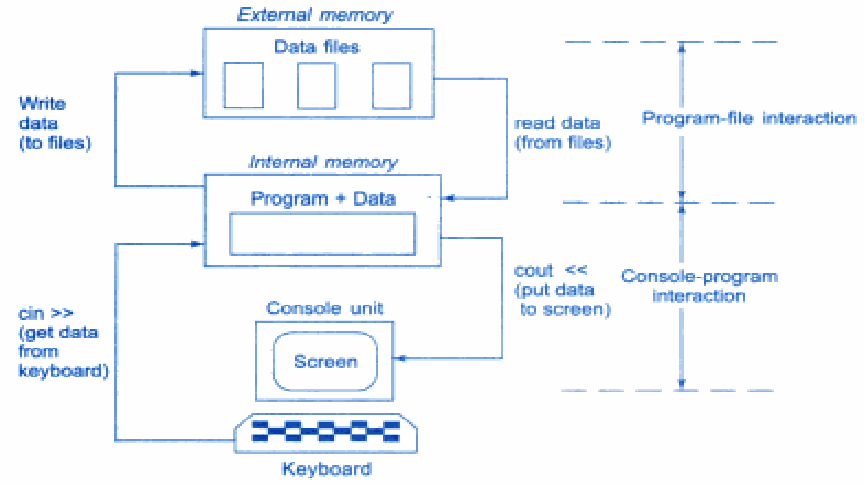 External memory
Data files
Write
data
(to files)
read data
(from files)
Program-file interaction
Internal memory
Program + Data
cin >>
(get data
from
keyboard)
cout <<
(put data
to screen)
Console-program
interaction
Console unit
Screen
Keyboard